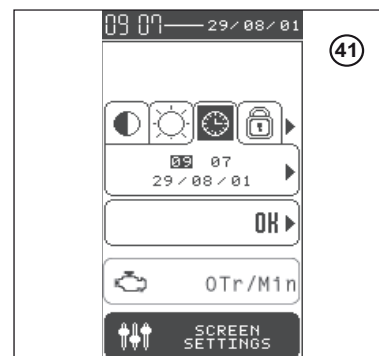 09 07 29/08/01
41
09 07
29/08/01
OK
0Tr/Min
SCREEN
SETTINGS